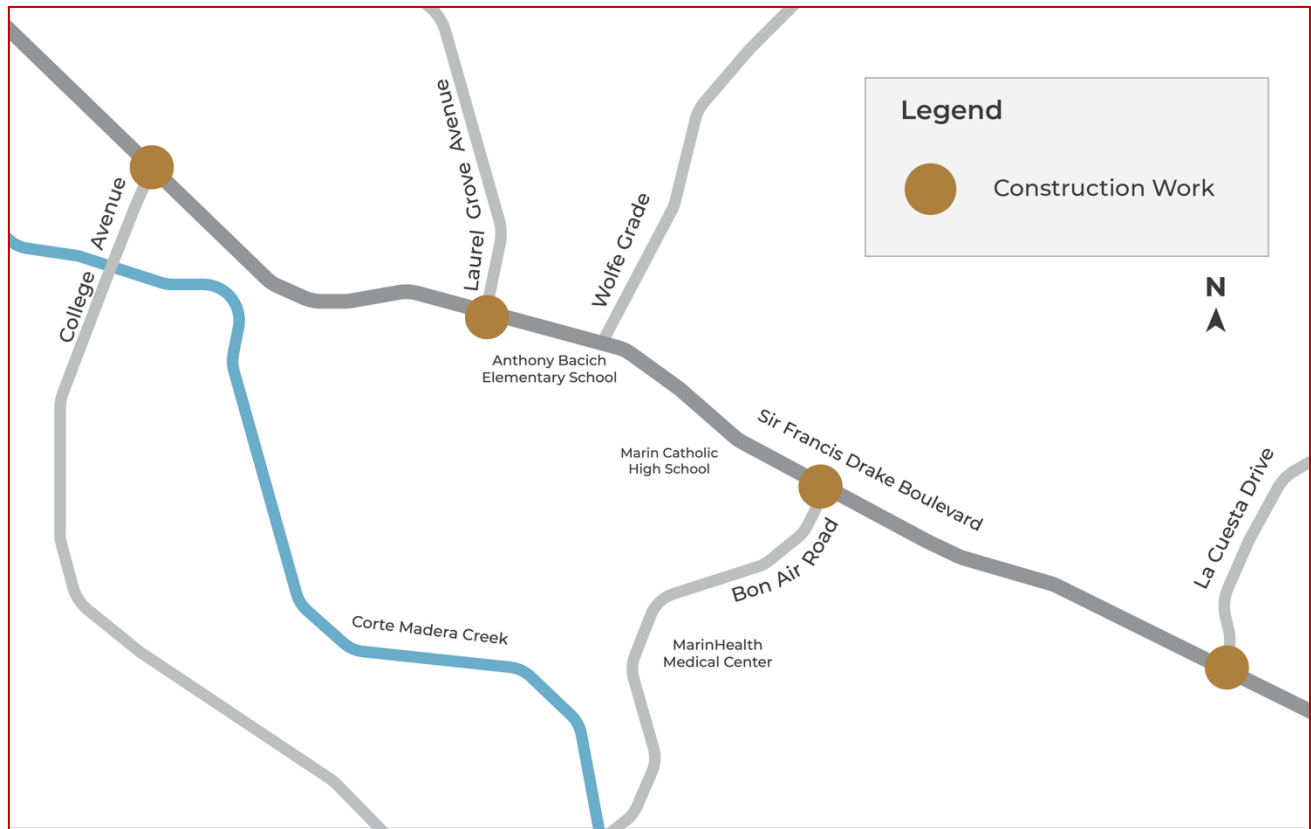 Legend
Construction Work
N
College Avenue
Laurel Grove Avenue
Wolfe Grade
Anthony Bacich
Elementary School
Marin Catholic
High School
Sir Francis Drake Boulevard
La Cuesta Drive
Bon Air Road
Corte Madera Creek
MarinHealth
Medical Center